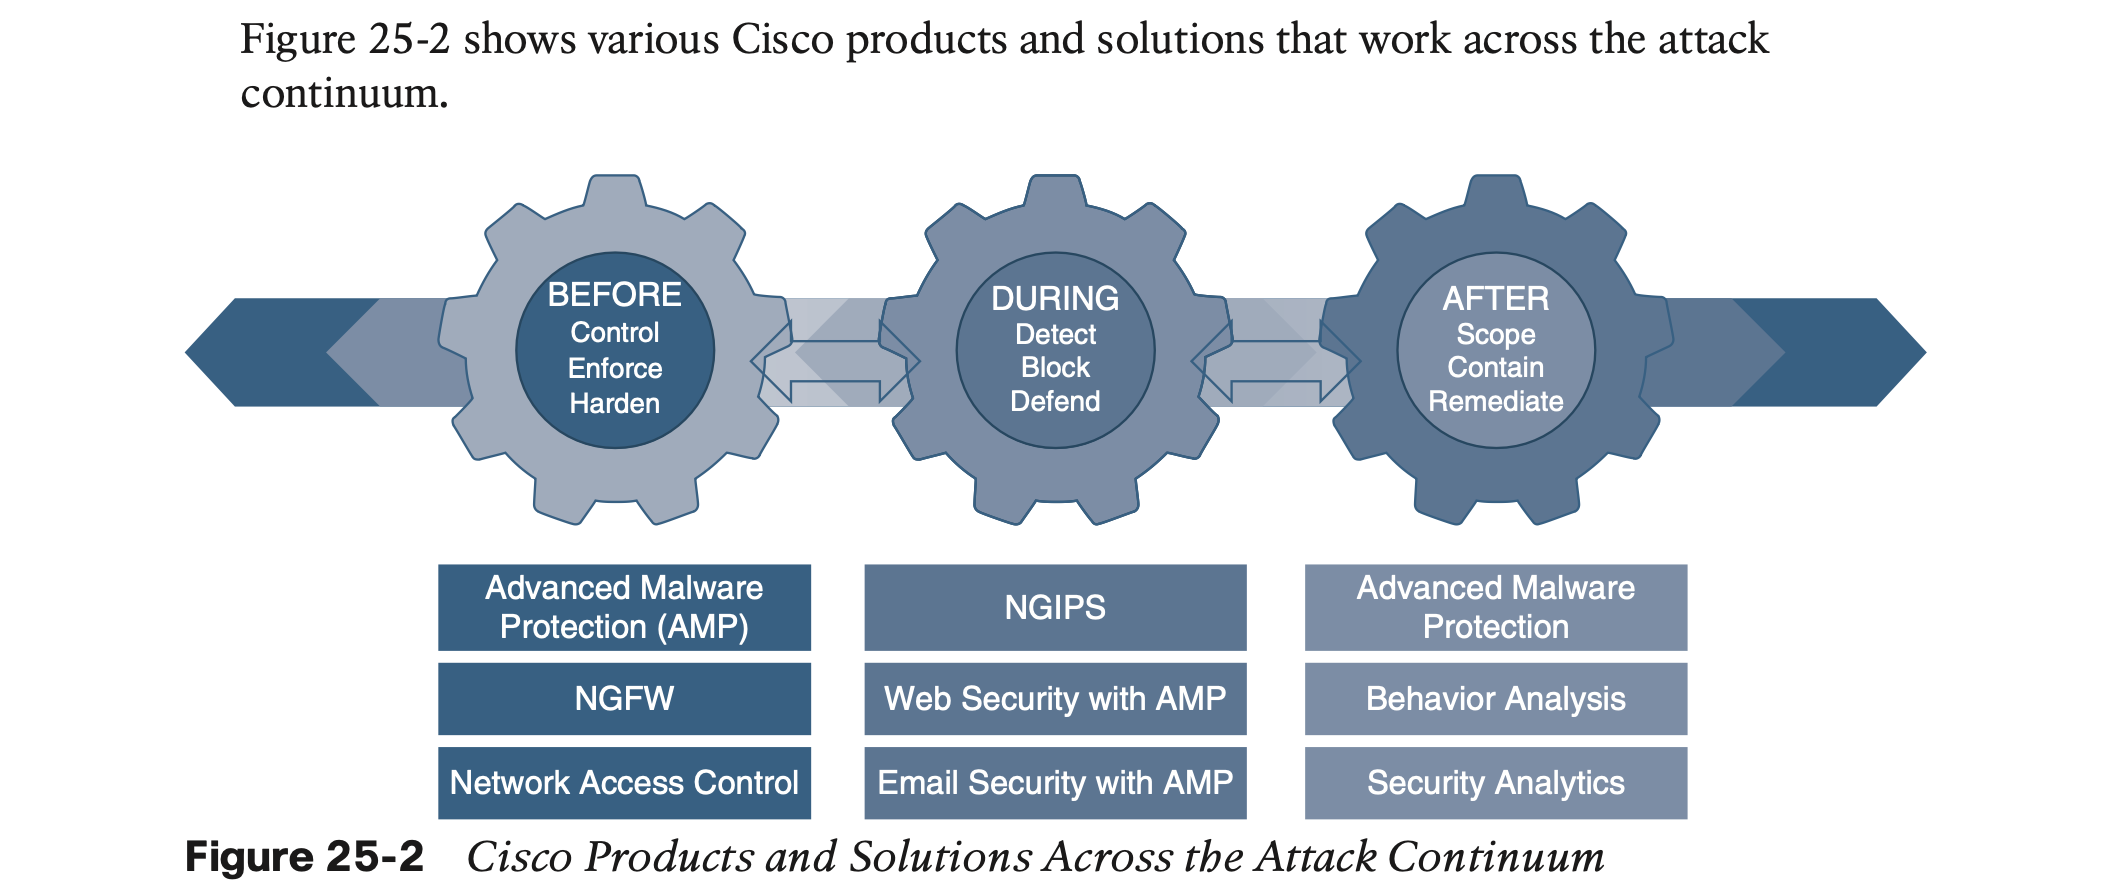 Figure 25-2 shows various Cisco products and solutions that work across the attack
continuum.
BEFORE
Control
Enforce
Harden
DURING
Detect
Block
Defend
AFTER
Scope
Contain
Remediate
Advanced Malware
Protection (AMP)
NGFW
Network Access Control
NGIPS
Web Security with AMP
Email Security with AMP
Advanced Malware
Protection
Behavior Analysis
Security Analytics
Figure 25-2 Cisco Products and Solutions Across the Attack Continuum